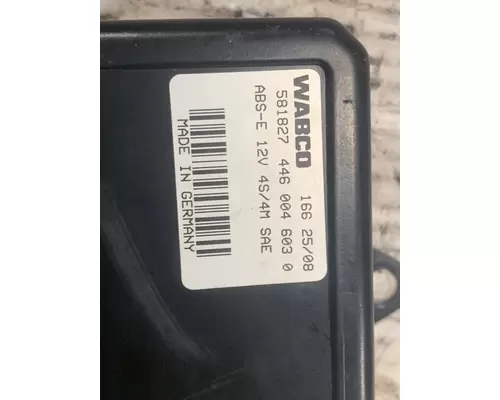 WABCO 166 25/08
581827 446 004 603 0
ABS-E 12V 4S/4M SAE
MADE IN GERMANY